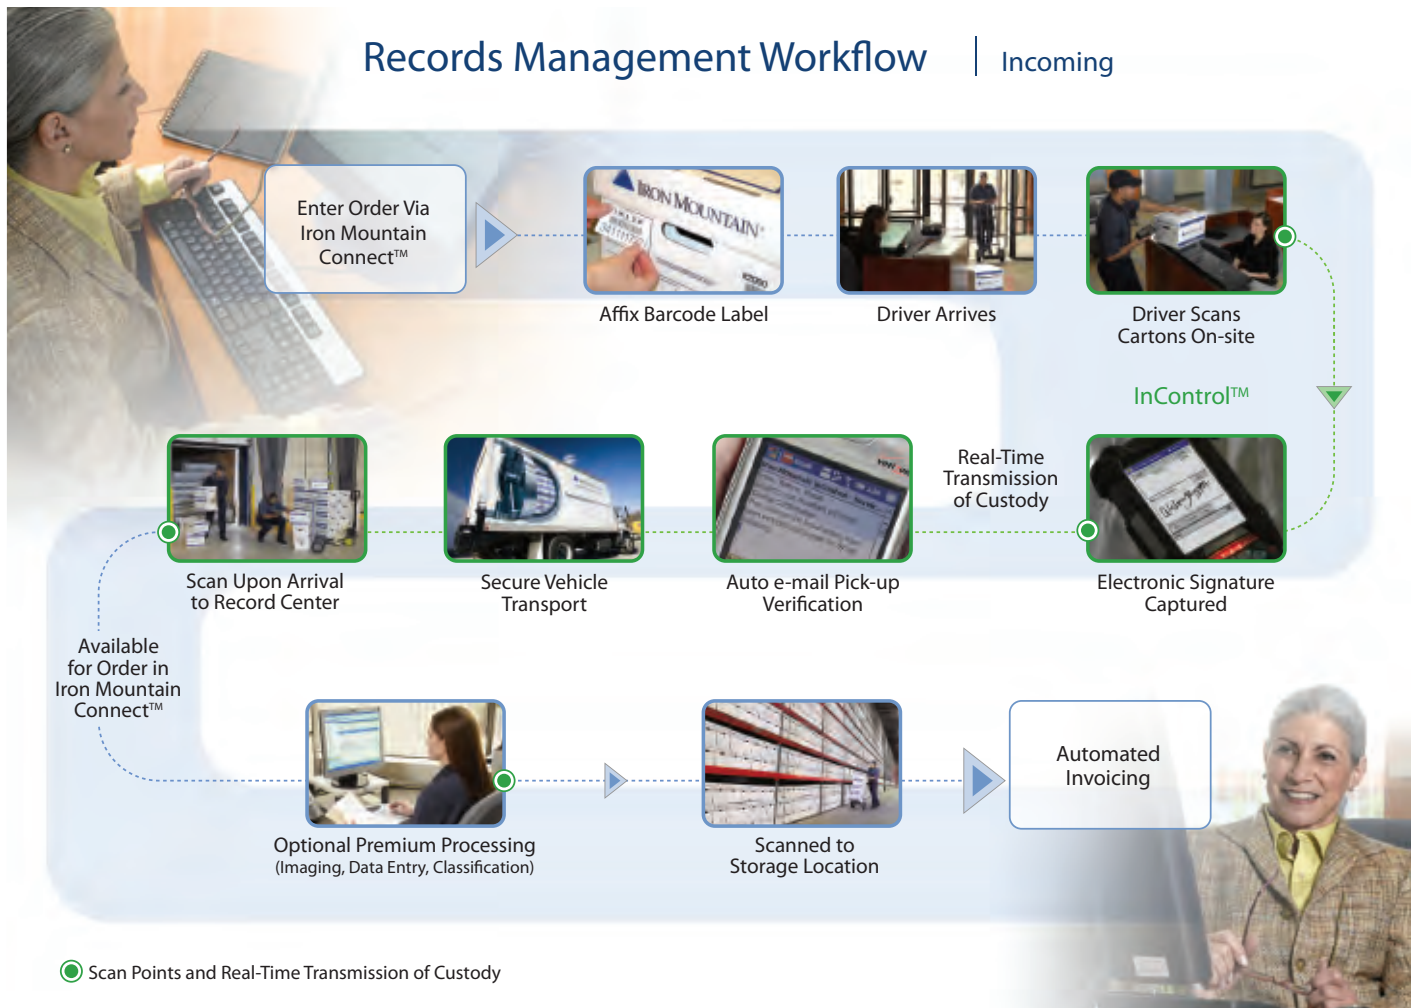 Records Management Workflow
Incoming
Enter Order Via
Iron Mountain
Connect™
IRON MOUNTAIN®
Affix Barcode Label
Driver Arrives
Driver Scans
Cartons On-site
InControl™
Real-Time
Transmission
of Custody
Scan Upon Arrival
to Record Center
Secure Vehicle
Transport
Auto e-mail Pick-up
Verification
Electronic Signature
Captured
Available
for Order in
Iron Mountain
Connect™
Optional Premium Processing
(Imaging, Data Entry, Classification)
Scanned to
Storage Location
Automated
Invoicing
Scan Points and Real-Time Transmission of Custody